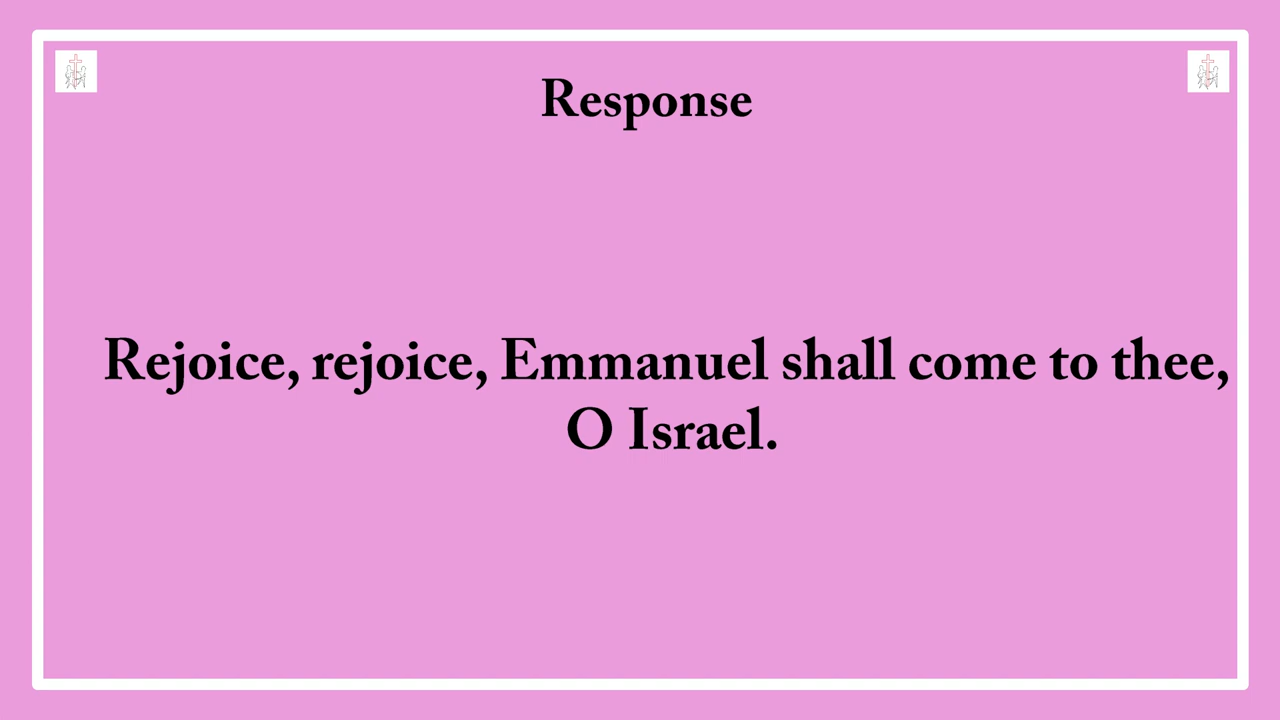 Response
Rejoice, rejoice, Emmanuel shall come to thee,
O Israel.